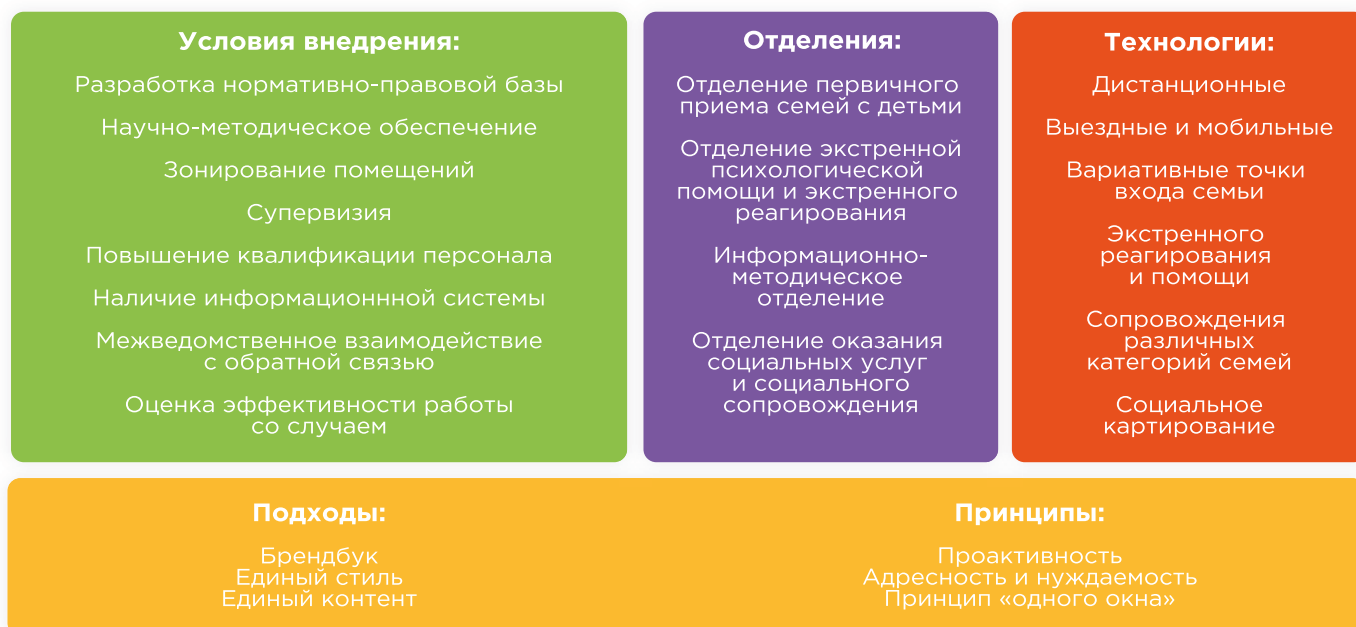 Условия внедрения:
Разработка нормативно-правовой базы
Научно-методическое обеспечение
Зонирование помещений
Супервизия
Повышение квалификации персонала
Наличие информационнной системы
Межведомственное взаимодействие
с обратной связью
Оценка эффективности работы
со случаем
Отделения:
Отделение первичного
приема семей с детьми
Отделение экстренной
психологической
помощи и экстренного
реагирования
Информационно-
методическое
отделение
Отделение оказания
социальных услуг
и социального
сопровождения
Технологии:
Дистанционные
Выездные и мобильные
Вариативные точки
входа семьи
Экстренного
реагирования
и помощи
Сопровождения
различных
категорий семей
Социальное
картирование
Подходы:
Брендбук
Единый стиль
Единый контент
Принципы:
Проактивность
Адресность и нуждаемость
Принцип «одного окна»